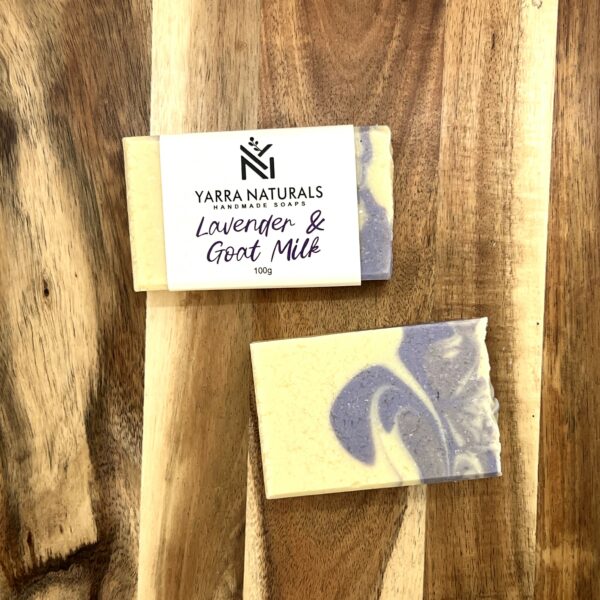 YARRA NATURALS
HANDMADE SOAPS
Lavender &
Goat Milk
100g